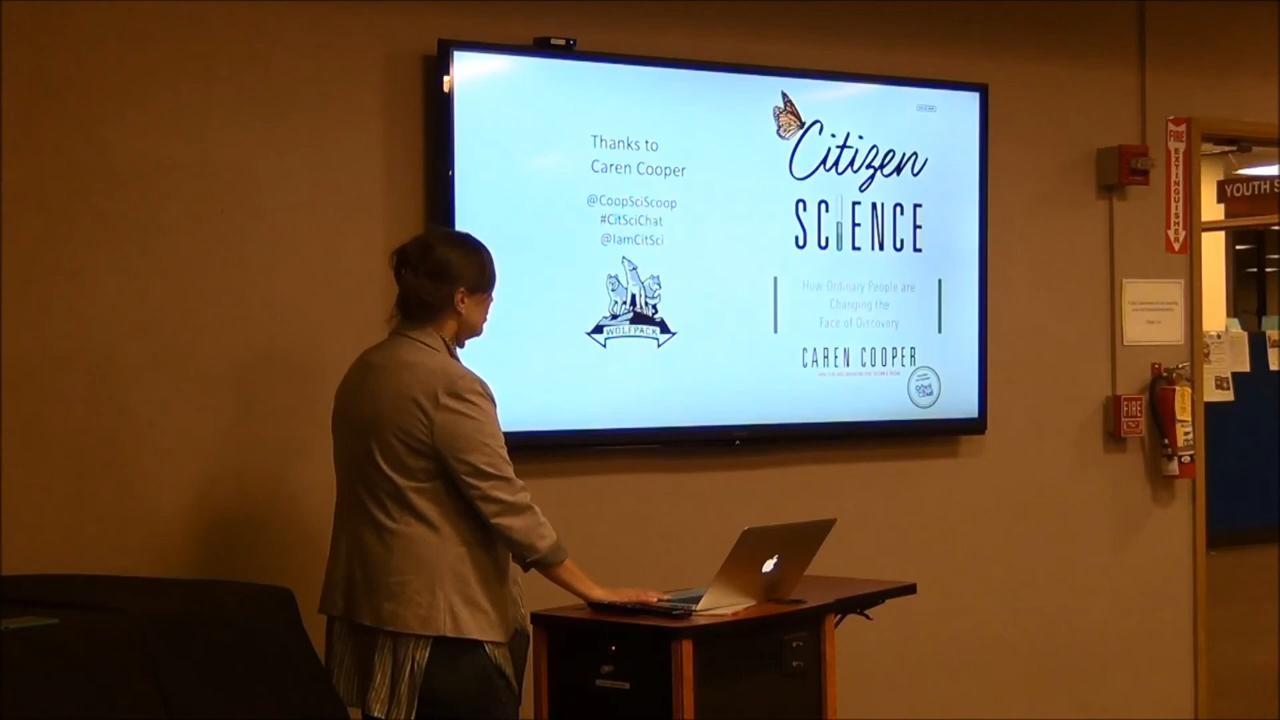 Thanks to
Caren Cooper
@CoopSciScoop
#CitSciChat
@IamCitSci
WOLFPACK
Citizen
SCIENCE
How Ordinary People are
Changing the
Face of Discovery
CAREN COOPER
FIRE
EXTINGUISHER
YOUTH S
FIRE